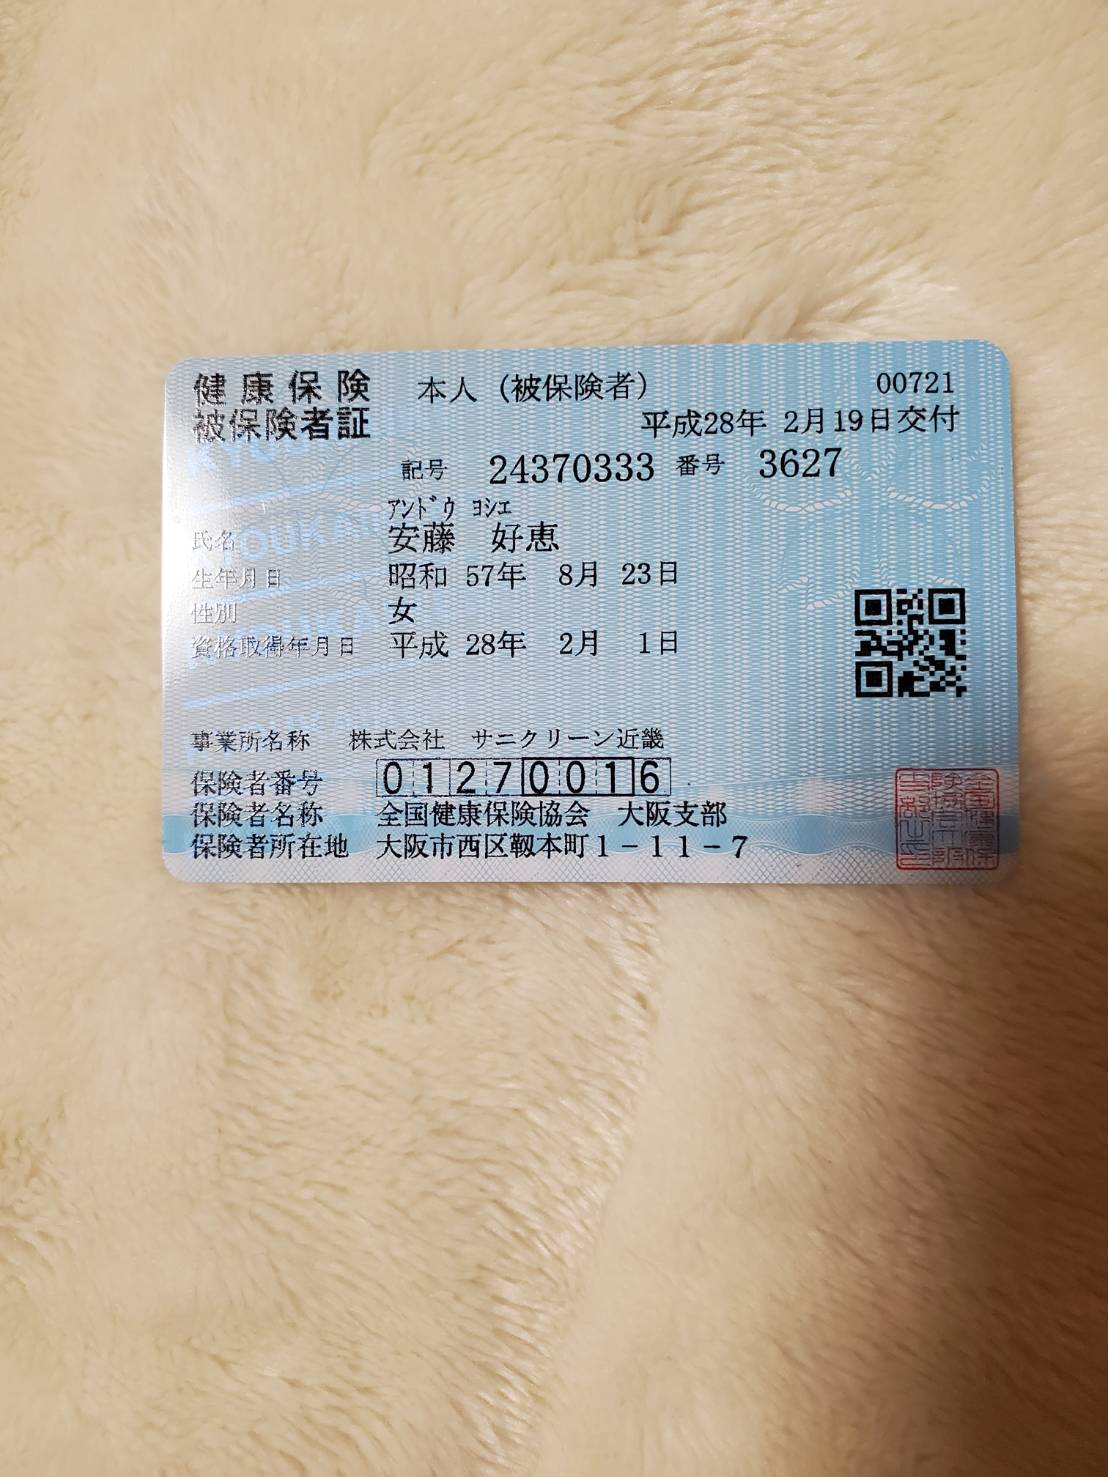 健康保険 本人（被保険者） 00721
被保険者証 平成28年 2月19日交付
記号 24370333 番号 3627
ｱﾝﾄﾞｳ ﾖｼｴ
氏名 安藤 好恵
生年月日 昭和 57年 8月 23日
性別 女
資格取得年月日 平成 28年 2月 1日
事業所名称 株式会社 サニクリーン近畿
保険者番号 01270016
保険者名称 全国健康保険協会 大阪支部
保険者所在地 大阪市西区靱本町1－11－7